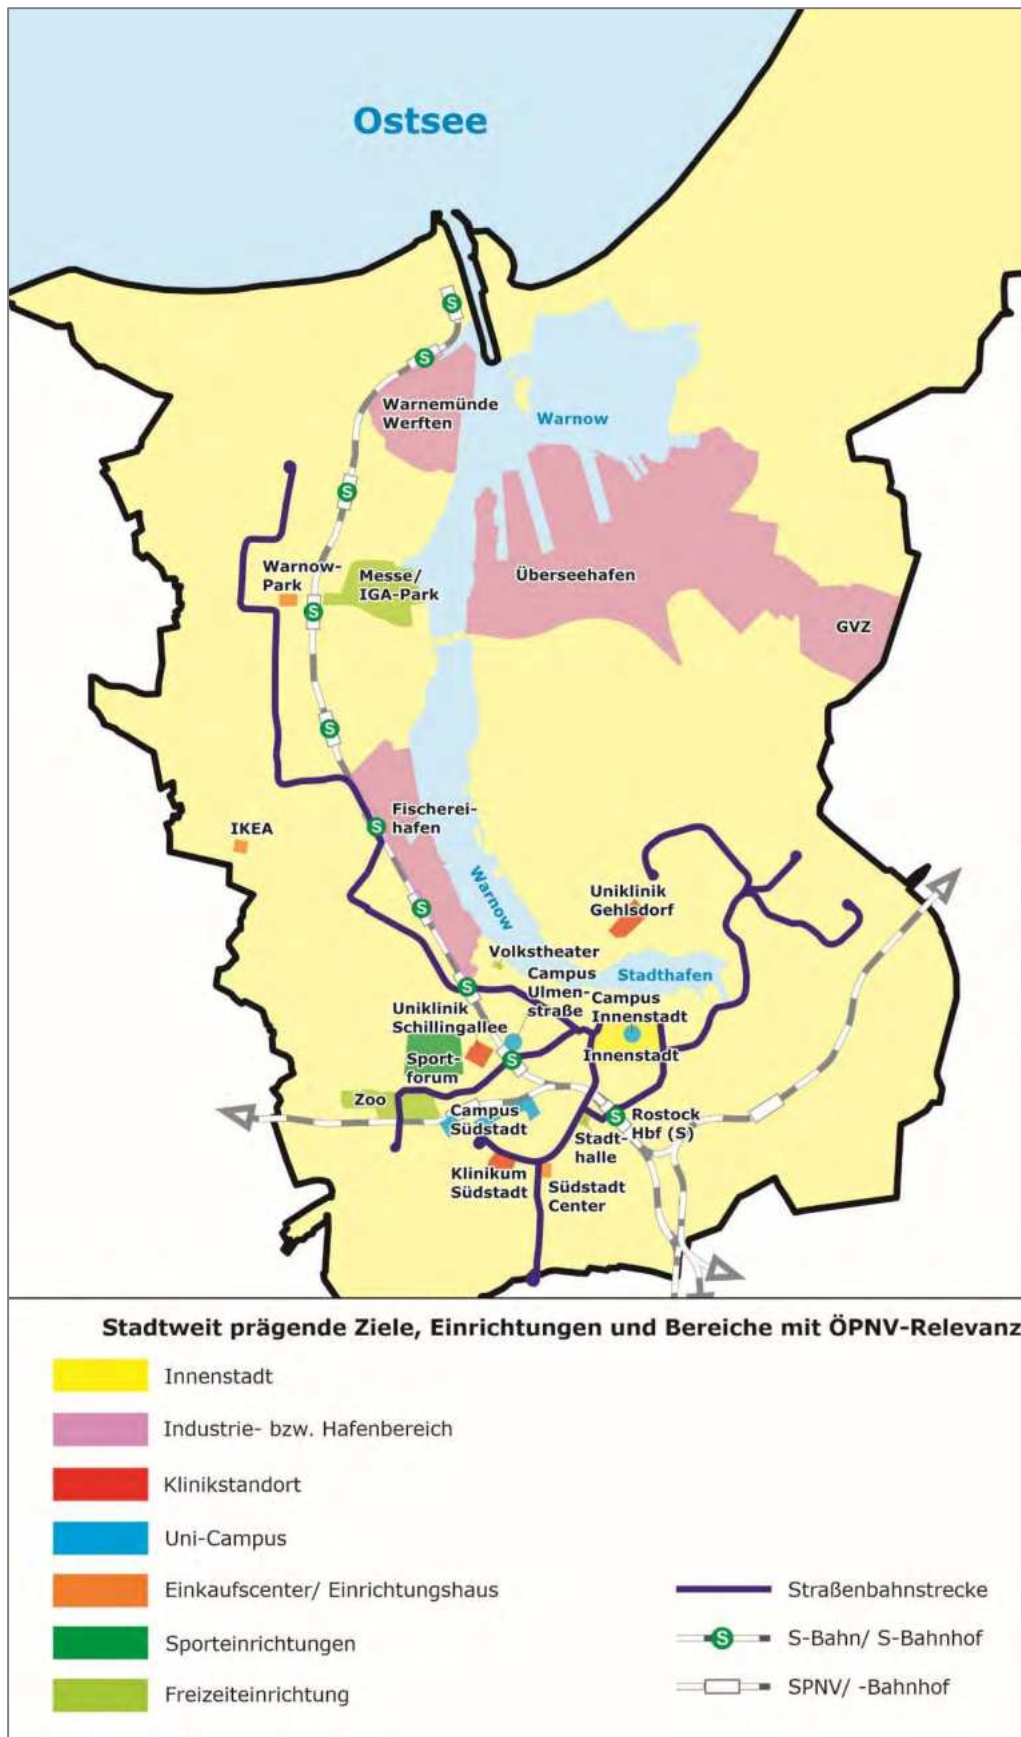 Ostsee
S
S
Warnemünde
Werften
Warnow
S
Warnow-
Park
Messe/
IGA-Park
Überseehafen
S
GVZ
S
Fischerei-
hafen
S
IKEA
Warnow
Uniklinik
Gehlsdorf
S
Volkstheater
Stadthafen
Campus
Ulmen-
straße
S
Campus
Innenstadt
Uniklinik
Schillingallee
Innenstadt
Sport-
forum
S
Zoo
Campus
Südstadt
S
Rostock
Hbf (S)
Stadt-
halle
Klinikum
Südstadt
Südstadt
Center
Stadtweit prägende Ziele, Einrichtungen und Bereiche mit ÖPNV-Relevanz
Innenstadt
Industrie- bzw. Hafenbereich
Klinikstandort
Uni-Campus
Einkaufscenter/ Einrichtungshaus
Sporteinrichtungen
Freizeiteinrichtung
Straßenbahnstrecke
S
S-Bahn/ S-Bahnhof
SPNV/ -Bahnhof